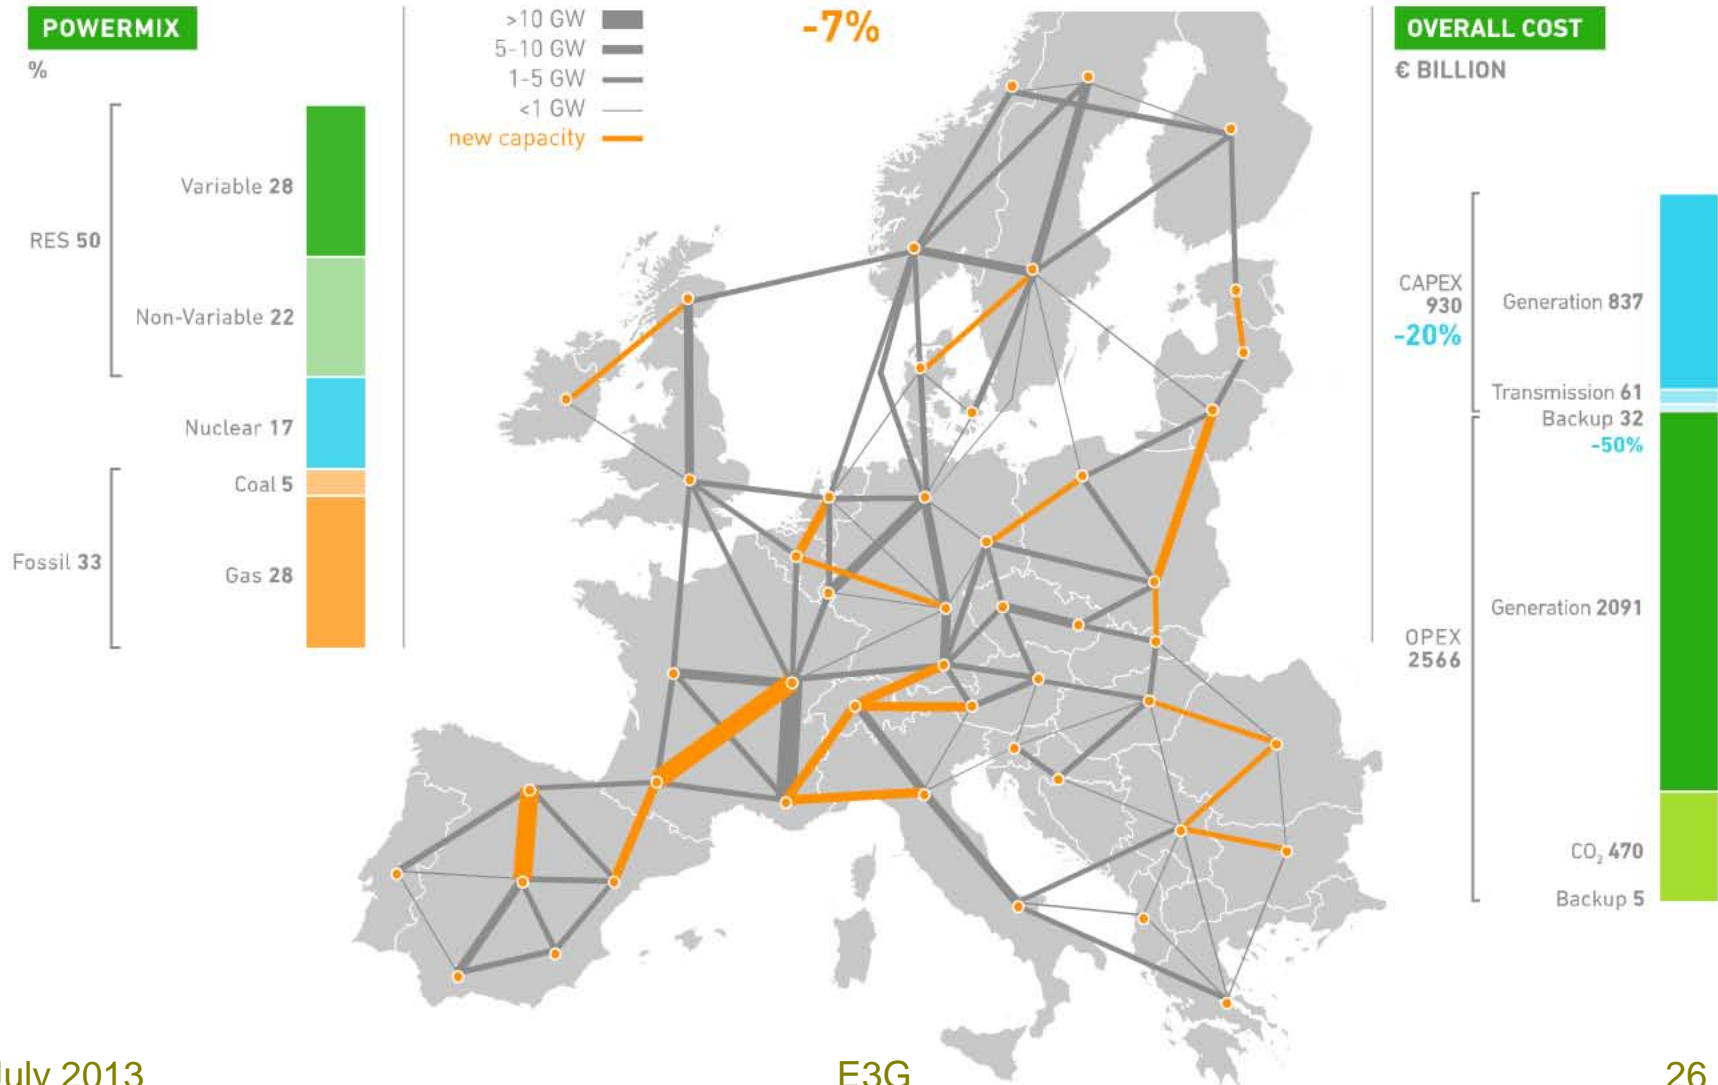 POWERMIX
%
RES 50
Variable 28
Non-Variable 22
Nuclear 17
Coal 5
Fossil 33
Gas 28
>10 GW
5-10 GW
1-5 GW
<1 GW
new capacity
-7%
OVERALL COST
€ BILLION
CAPEX
930
-20%
Generation 837
Transmission 61
Backup 32
-50%
Generation 2091
OPEX
2566
CO₂ 470
Backup 5
July 2013
E3G
26